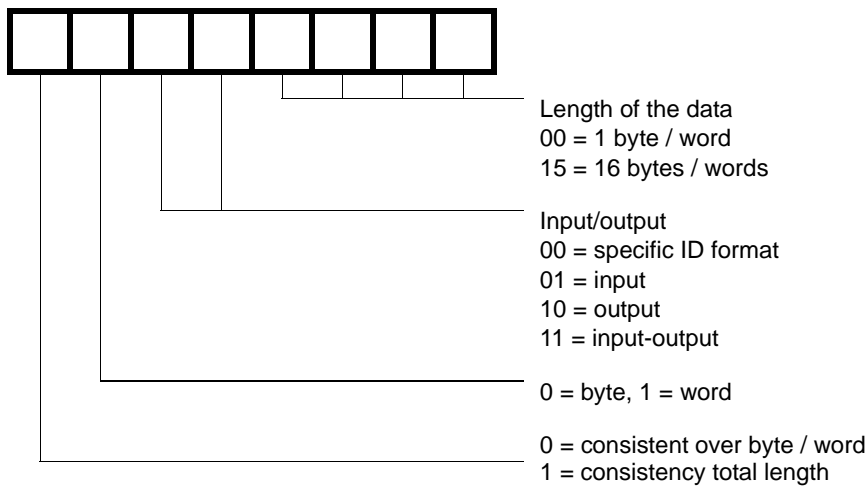 Length of the data
00 = 1 byte / word
15 = 16 bytes / words
Input/output
00 = specific ID format
01 = input
10 = output
11 = input-output
0 = byte, 1 = word
0 = consistent over byte / word
1 = consistency total length